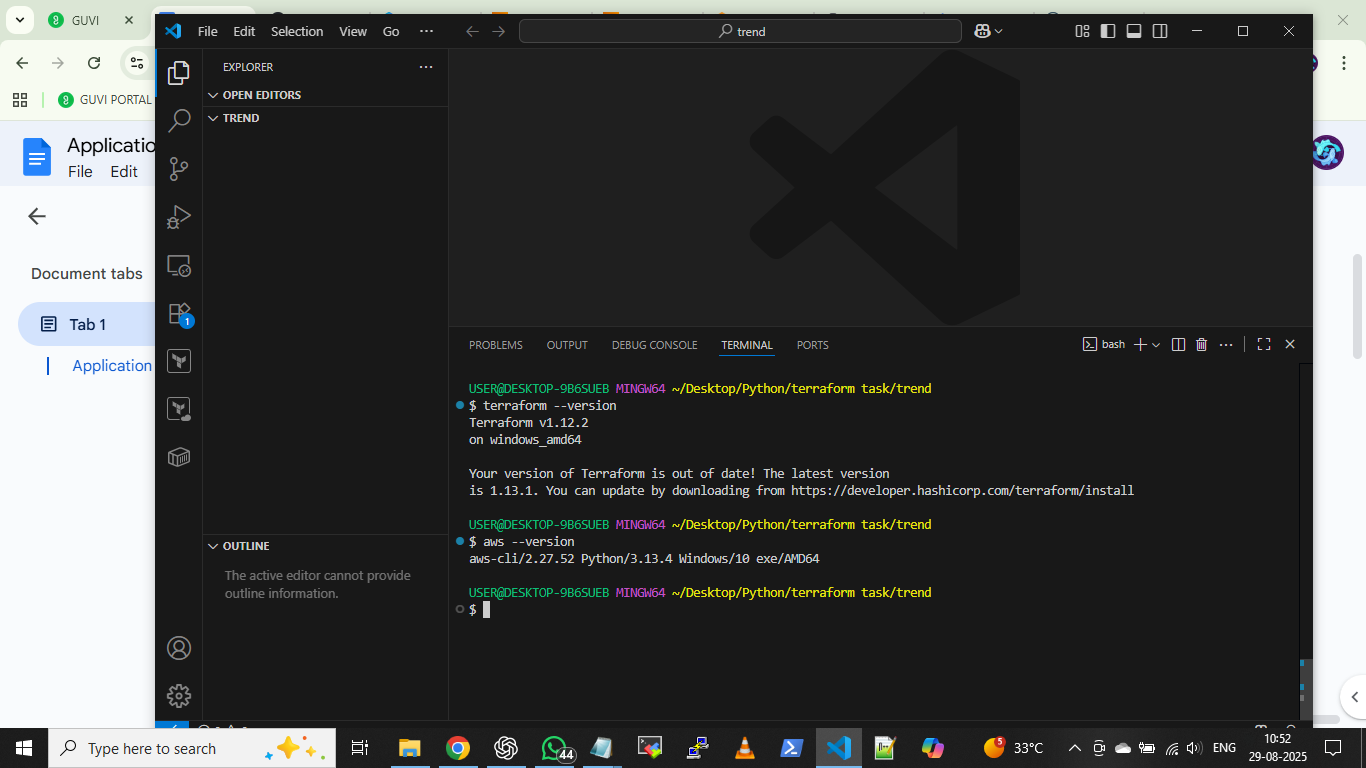 GUVI
File Edit Selection View Go
trend
GUVI PORTAL
Applicatio
File Edit
Document tabs
Tab 1
Application
EXPLORER
OPEN EDITORS
TREND
OUTLINE
The active editor cannot provide
outline information.
1
PROBLEMS OUTPUT DEBUG CONSOLE TERMINAL PORTS
bash
USER@DESKTOP-9B6SUEB MINGW64 ~/Desktop/Python/terraform task/trend
$ terraform --version
Terraform v1.12.2
on windows_amd64
Your version of Terraform is out of date! The latest version
is 1.13.1. You can update by downloading from https://developer.hashicorp.com/terraform/install
USER@DESKTOP-9B6SUEB MINGW64 ~/Desktop/Python/terraform task/trend
$ aws --version
aws-cli/2.27.52 Python/3.13.4 Windows/10 exe/AMD64
USER@DESKTOP-9B6SUEB MINGW64 ~/Desktop/Python/terraform task/trend
$
Type here to search
44
5
33°C
ENG
10:52
29-08-2025